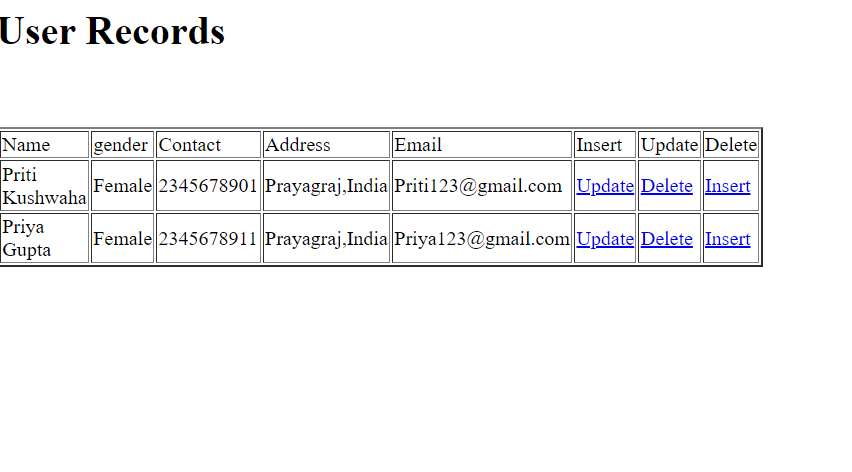 User Records
Name gender Contact Address Email Insert Update Delete
Priti
Kushwaha Female 2345678901 Prayagraj,India Priti123@gmail.com Update Delete Insert
Priya
Gupta Female 2345678911 Prayagraj,India Priya123@gmail.com Update Delete Insert